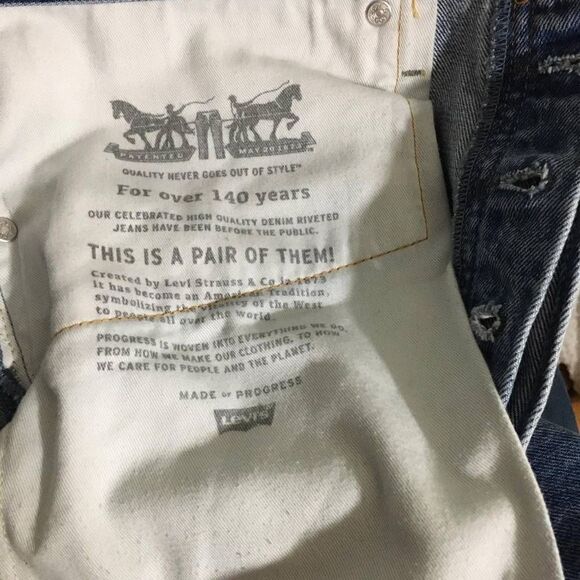 PATENTED MAY 20 1873
QUALITY NEVER GOES OUT OF STYLE™
For over 140 years
OUR CELEBRATED HIGH QUALITY DENIM RIVETED
JEANS HAVE BEEN BEFORE THE PUBLIC.
THIS IS A PAIR OF THEM!
Created by Levi Strauss & Co in 1873
it has become an American Tradition,
symbolizing the vitality of the West
to people all over the world.
PROGRESS IS WOVEN INTO EVERYTHING WE DO,
FROM HOW WE MAKE OUR CLOTHING, TO HOW
WE CARE FOR PEOPLE AND THE PLANET.
MADE OF PROGRESS
Levi's